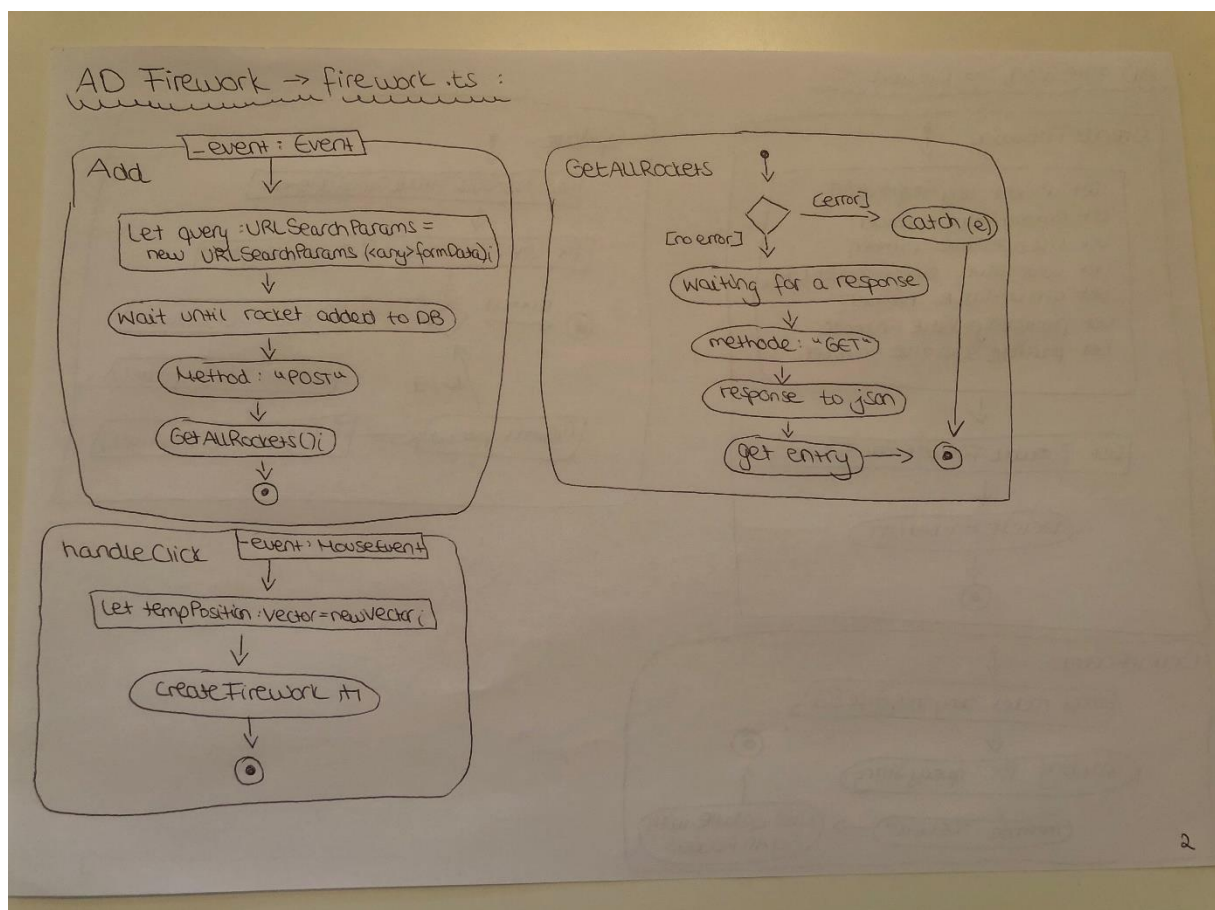 AD Firework → firework.ts :
_event : Event
Add
Let query :URLSearchParams =
new URLSearchParams (<any>formData);
Wait until rocket added to DB
Method: "POST"
GetAllRockets();
handleClick
_event: MouseEvent
Let tempPosition:Vector=newVector;
createFirework
GetAllRockets
[error]
catch (e)
[no error]
waiting for a response
methode: "GET"
response to json
get entry
2